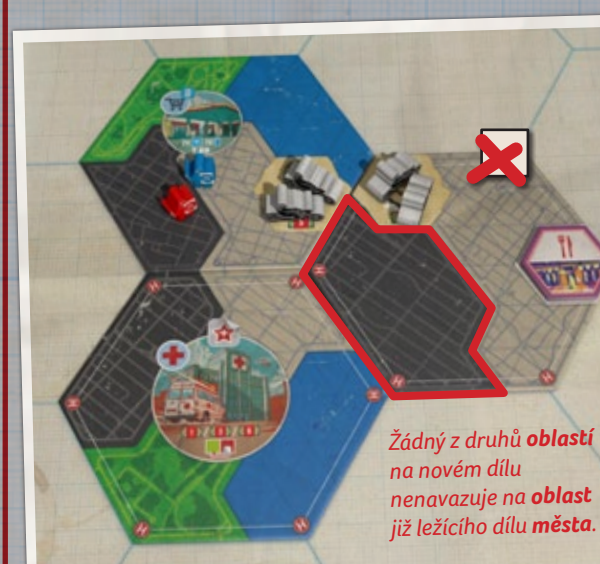 Žádný z druhů oblastí
na novém dílu
nenavazuje na oblast
již ležícího dílu města.